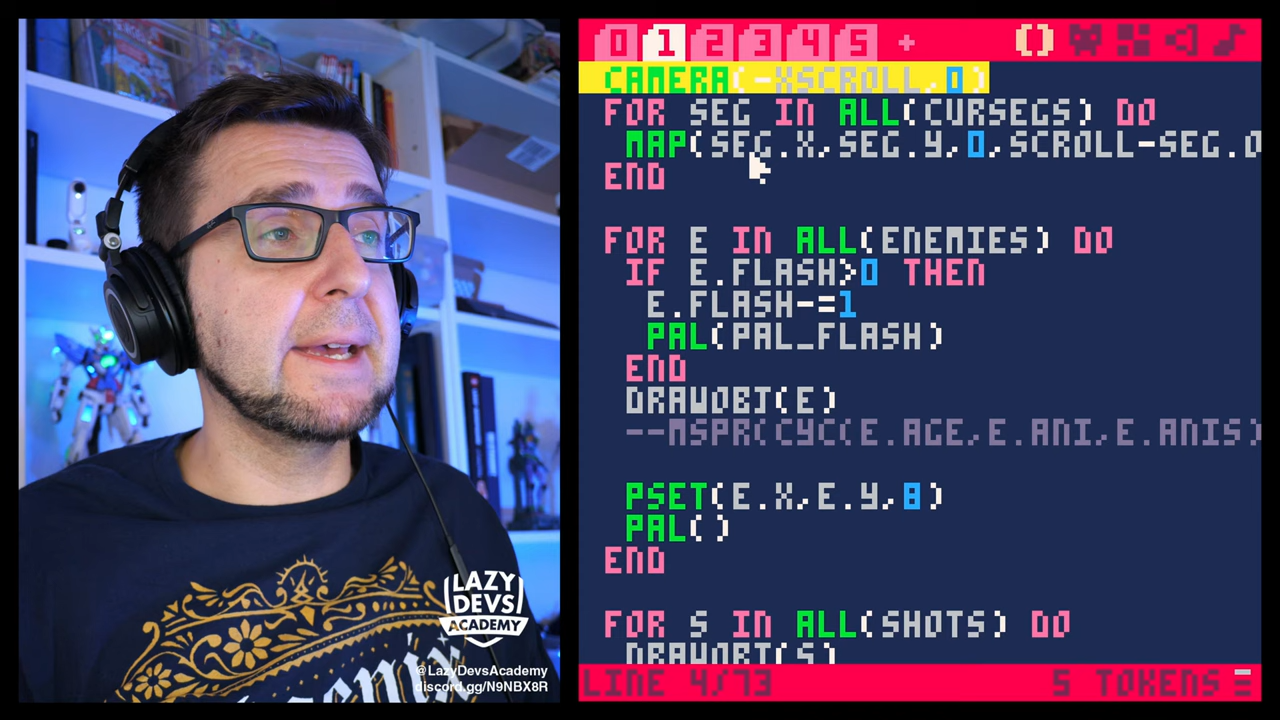 0 1 2 3 4 5 +
CAMERA(-XSCROLL,0)
FOR SEG IN ALL(CURSEGS) DO
MAP(SEG.X,SEG.Y,0,SCROLL-SEG.O
END
FOR E IN ALL(ENEMIES) DO
IF E.FLASH>0 THEN
E.FLASH-=1
PAL(PAL_FLASH)
END
DRAWOBJ(E)
--MSPR(CYC(E.AGE,E.ANI,E.ANIS)
PSET(E.X,E.Y,8)
PAL()
END
FOR S IN ALL(SHOTS) DO
DRAWOBJ(S)
LINE 4/73
5 TOKENS
LAZY
DEVS
ACADEMY
@LazyDevsAcademy
discord.gg/N9NBX8R